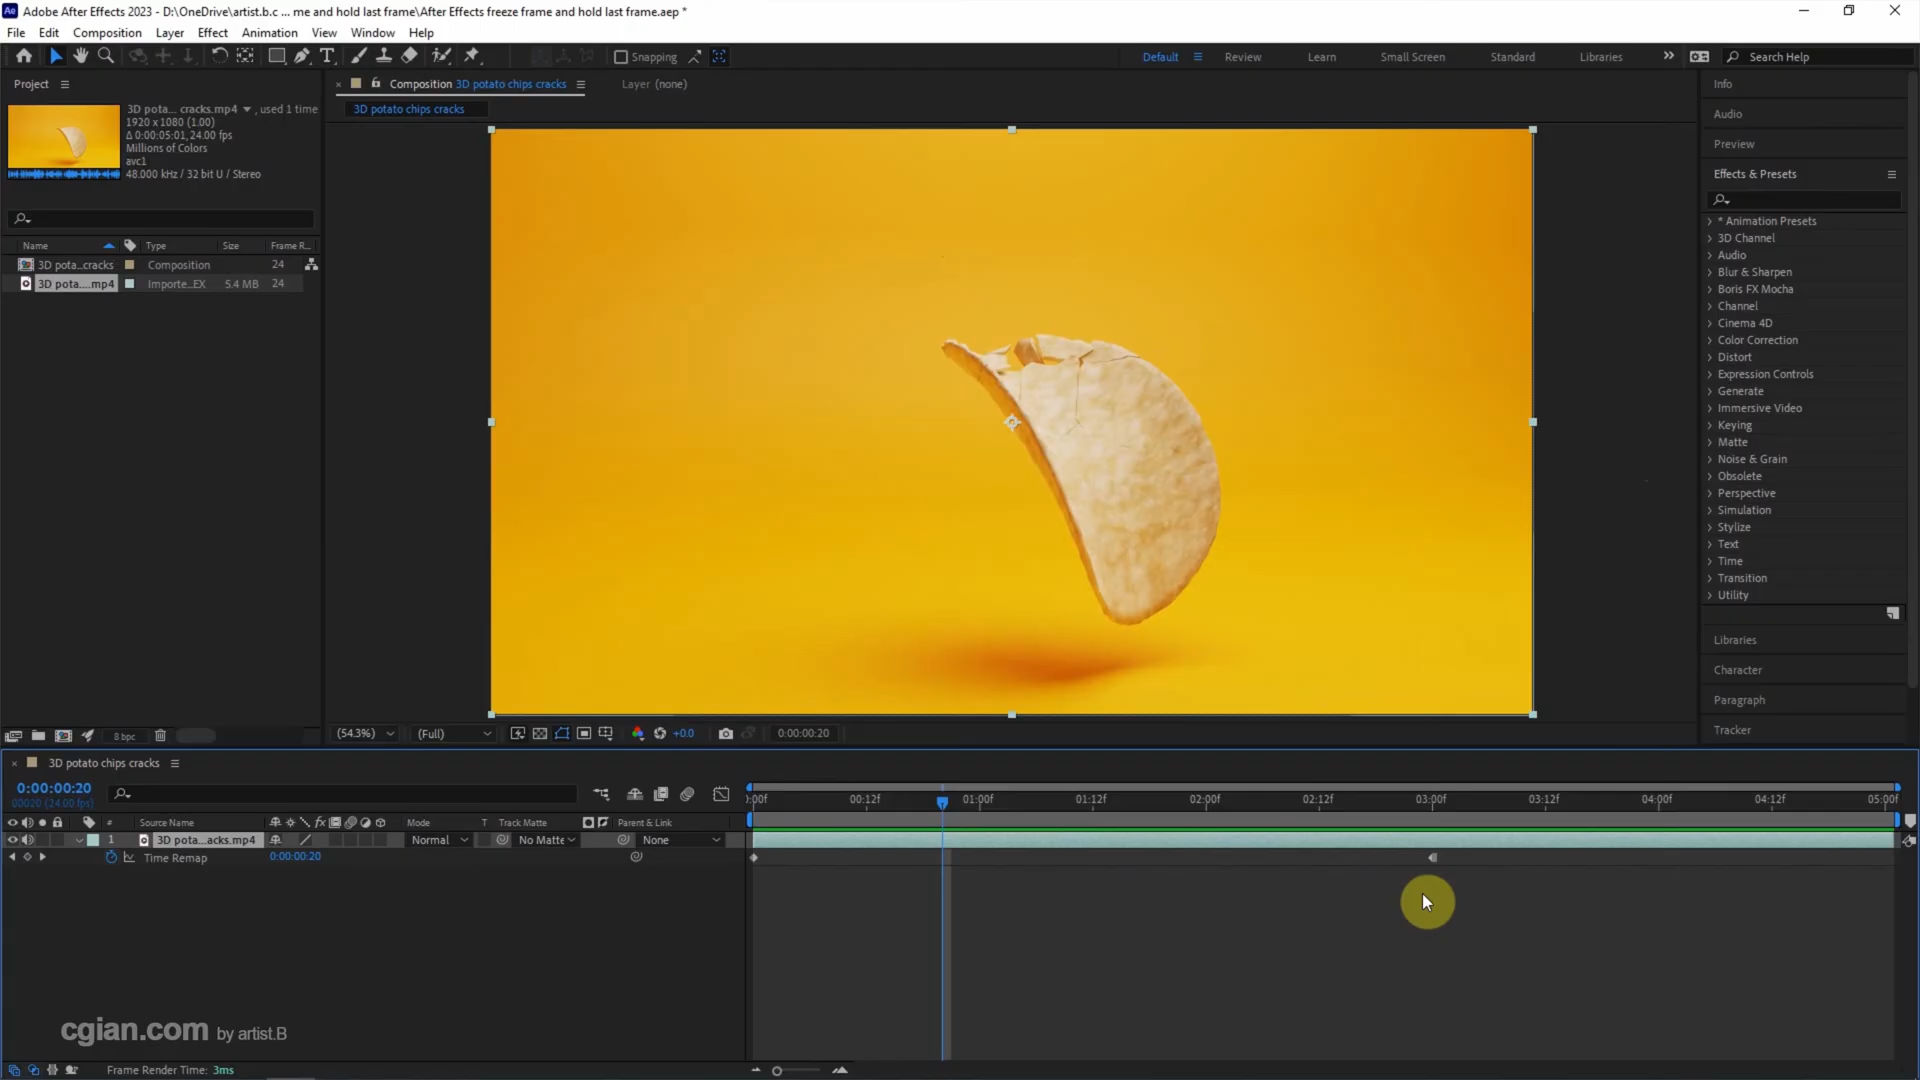 Adobe After Effects 2023 - D:\OneDrive\artist.b.c ... me and hold last frame\After Effects freeze frame and hold last frame.aep *
File Edit Composition Layer Effect Animation View Window Help
Snapping Default Review Learn Small Screen Standard Libraries Search Help
Project
Composition 3D potato chips cracks Layer (none)
3D potato chips cracks
3D pota... cracks.mp4 , used 1 time
1920 x 1080 (1.00)
Δ 0:00:05:01, 24.00 fps
Millions of Colors
avc1
48.000 kHz / 32 bit U / Stereo
Name Type Size Frame R...
3D pota...cracks Composition 24
3D pota....mp4 Importe...EX 5.4 MB 24
Info
Audio
Preview
Effects & Presets
* Animation Presets
3D Channel
Audio
Blur & Sharpen
Boris FX Mocha
Channel
Cinema 4D
Color Correction
Distort
Expression Controls
Generate
Immersive Video
Keying
Matte
Noise & Grain
Obsolete
Perspective
Simulation
Stylize
Text
Time
Transition
Utility
Libraries
Character
Paragraph
Tracker
8 bpc (54.3%) (Full) +0.0 0:00:00:20
3D potato chips cracks
0:00:00:20
00020 (24.00 fps)
:00f 00:12f 01:00f 01:12f 02:00f 02:12f 03:00f 03:12f 04:00f 04:12f 05:00f
# Source Name fx Mode T Track Matte Parent & Link
1 3D pota...acks.mp4 Normal No Matte None
Time Remap 0:00:00:20
cgian.com by artist.B
Frame Render Time: 3ms